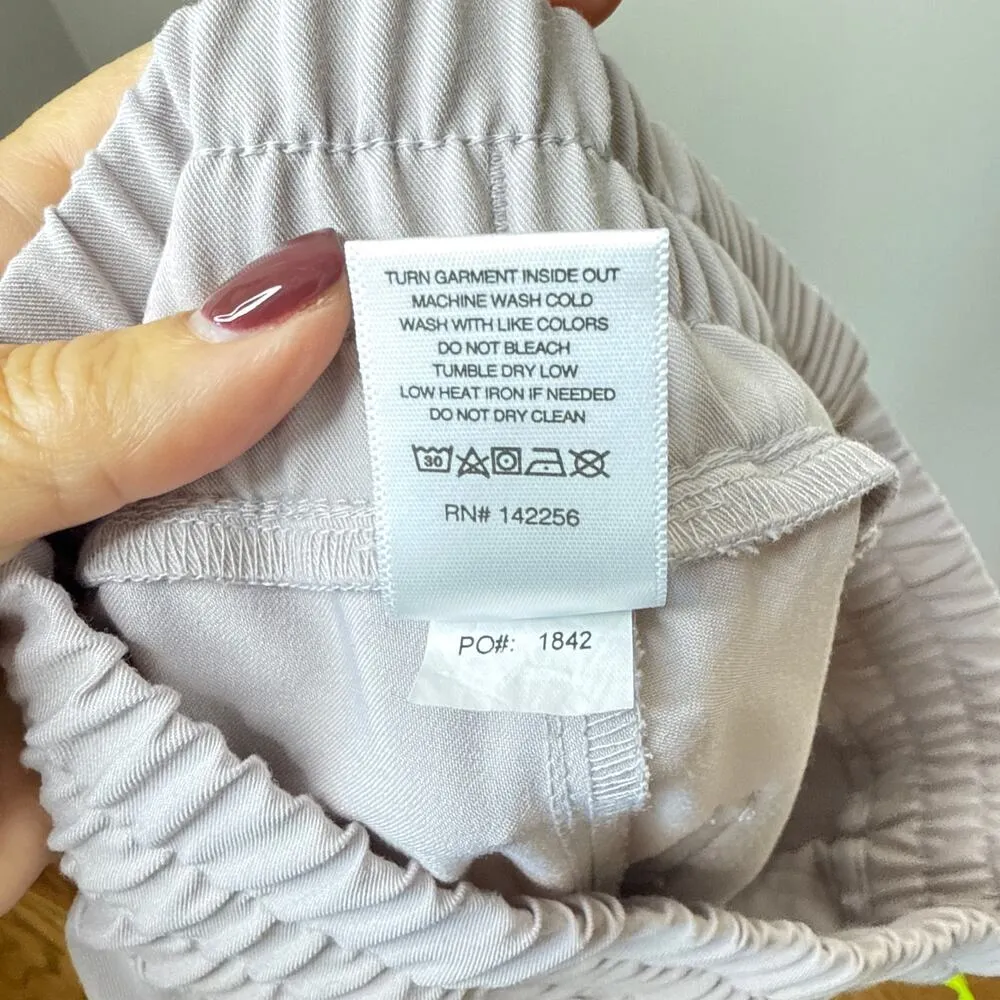 TURN GARMENT INSIDE OUT
MACHINE WASH COLD
WASH WITH LIKE COLORS
DO NOT BLEACH
TUMBLE DRY LOW
LOW HEAT IRON IF NEEDED
DO NOT DRY CLEAN
30
RN# 142256
PO#: 1842